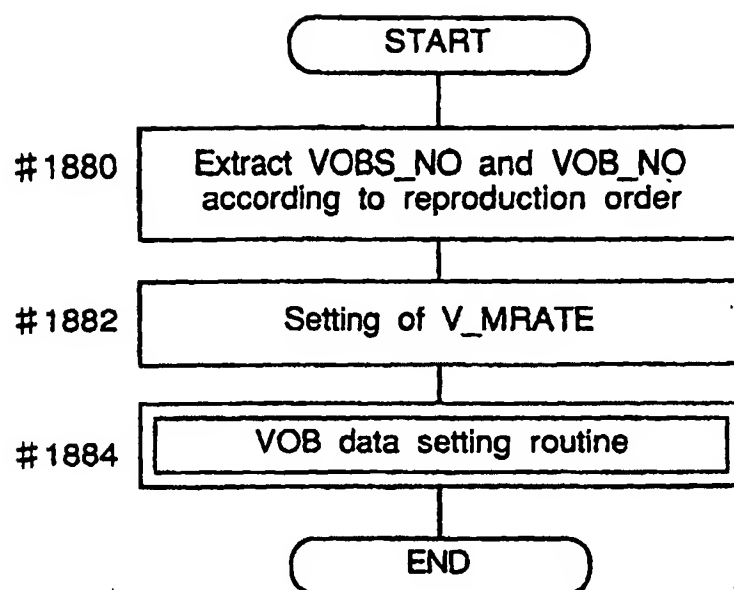 START
#1880
Extract VOBS_NO and VOB_NO
according to reproduction order
#1882
Setting of V_MRATE
#1884
VOB data setting routine
END